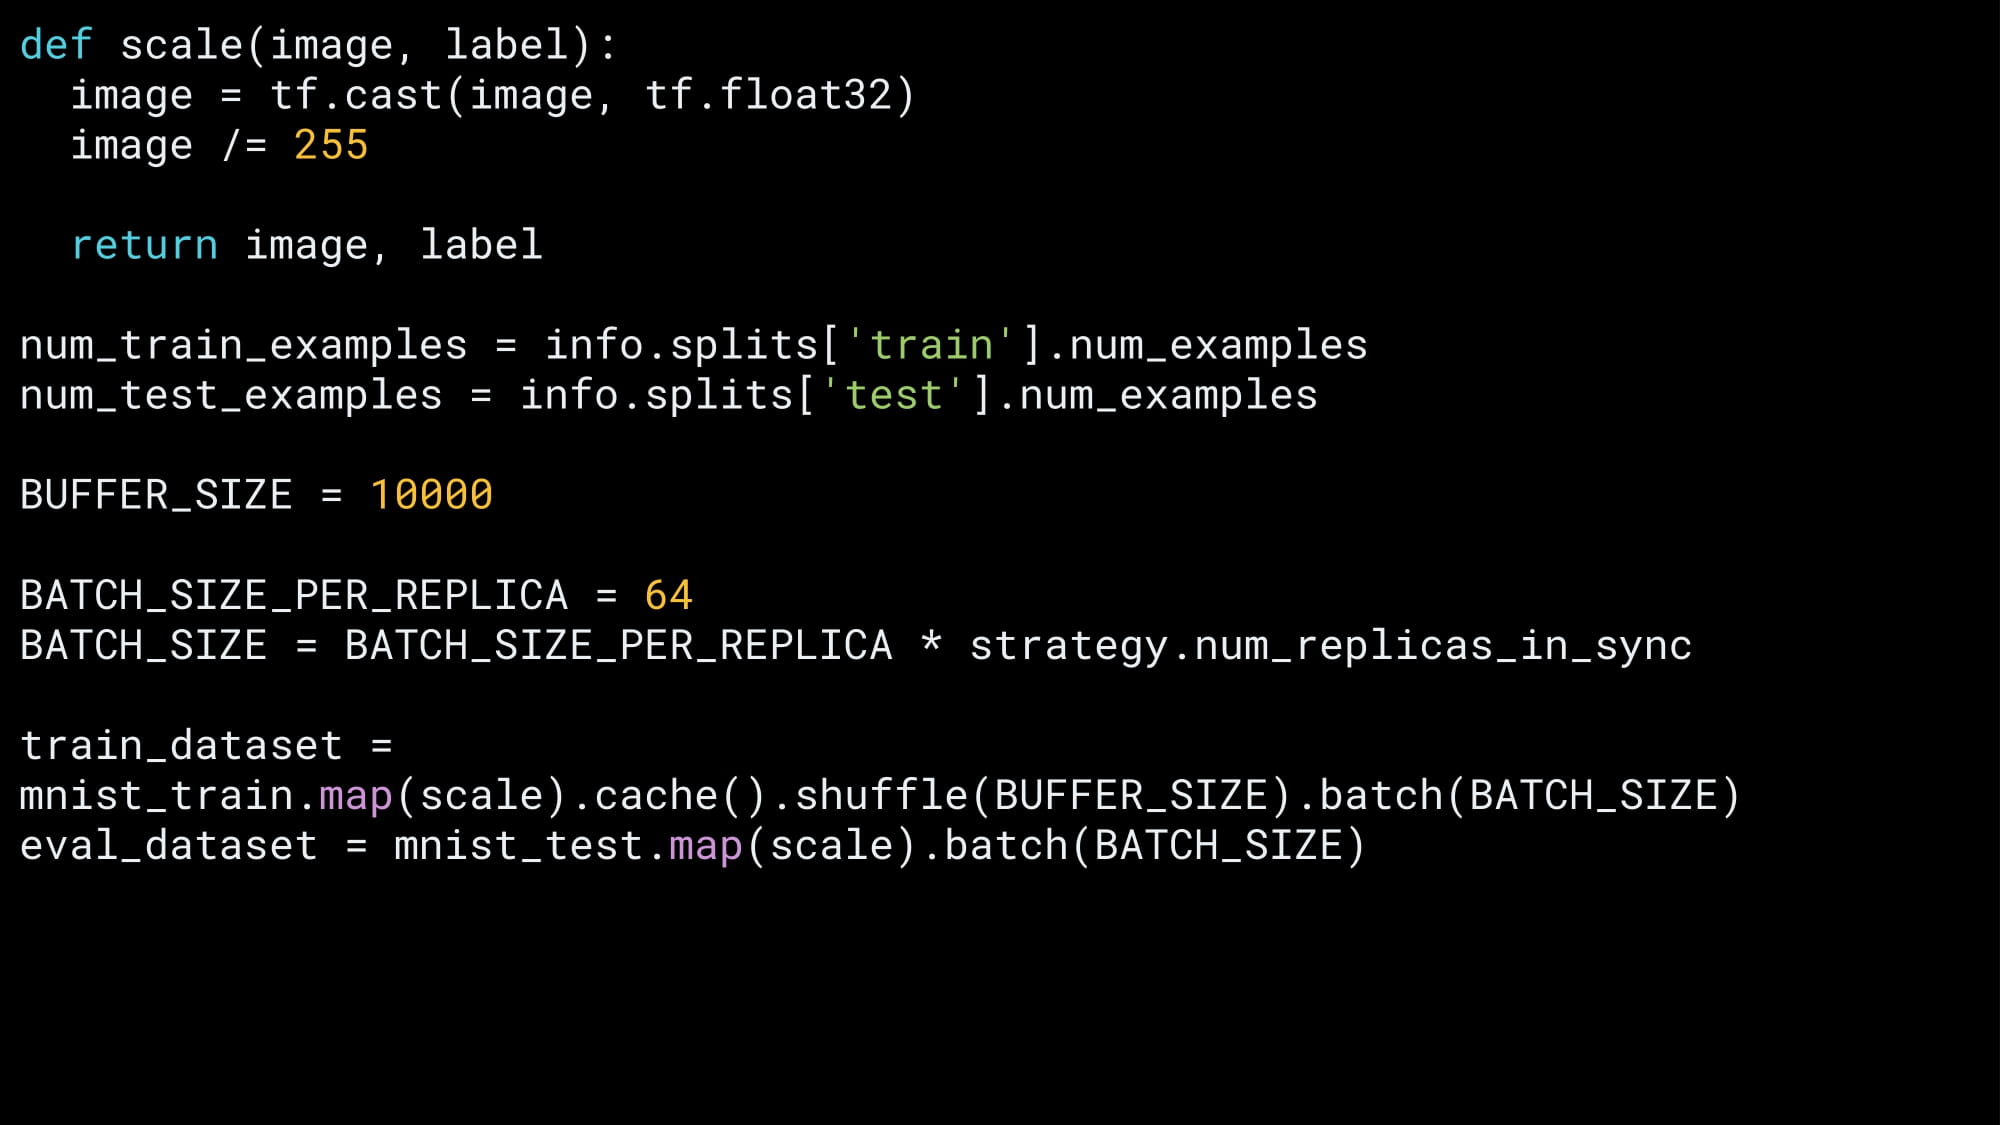 def scale(image, label):
  image = tf.cast(image, tf.float32)
  image /= 255

  return image, label

num_train_examples = info.splits['train'].num_examples
num_test_examples = info.splits['test'].num_examples

BUFFER_SIZE = 10000

BATCH_SIZE_PER_REPLICA = 64
BATCH_SIZE = BATCH_SIZE_PER_REPLICA * strategy.num_replicas_in_sync

train_dataset =
mnist_train.map(scale).cache().shuffle(BUFFER_SIZE).batch(BATCH_SIZE)
eval_dataset = mnist_test.map(scale).batch(BATCH_SIZE)